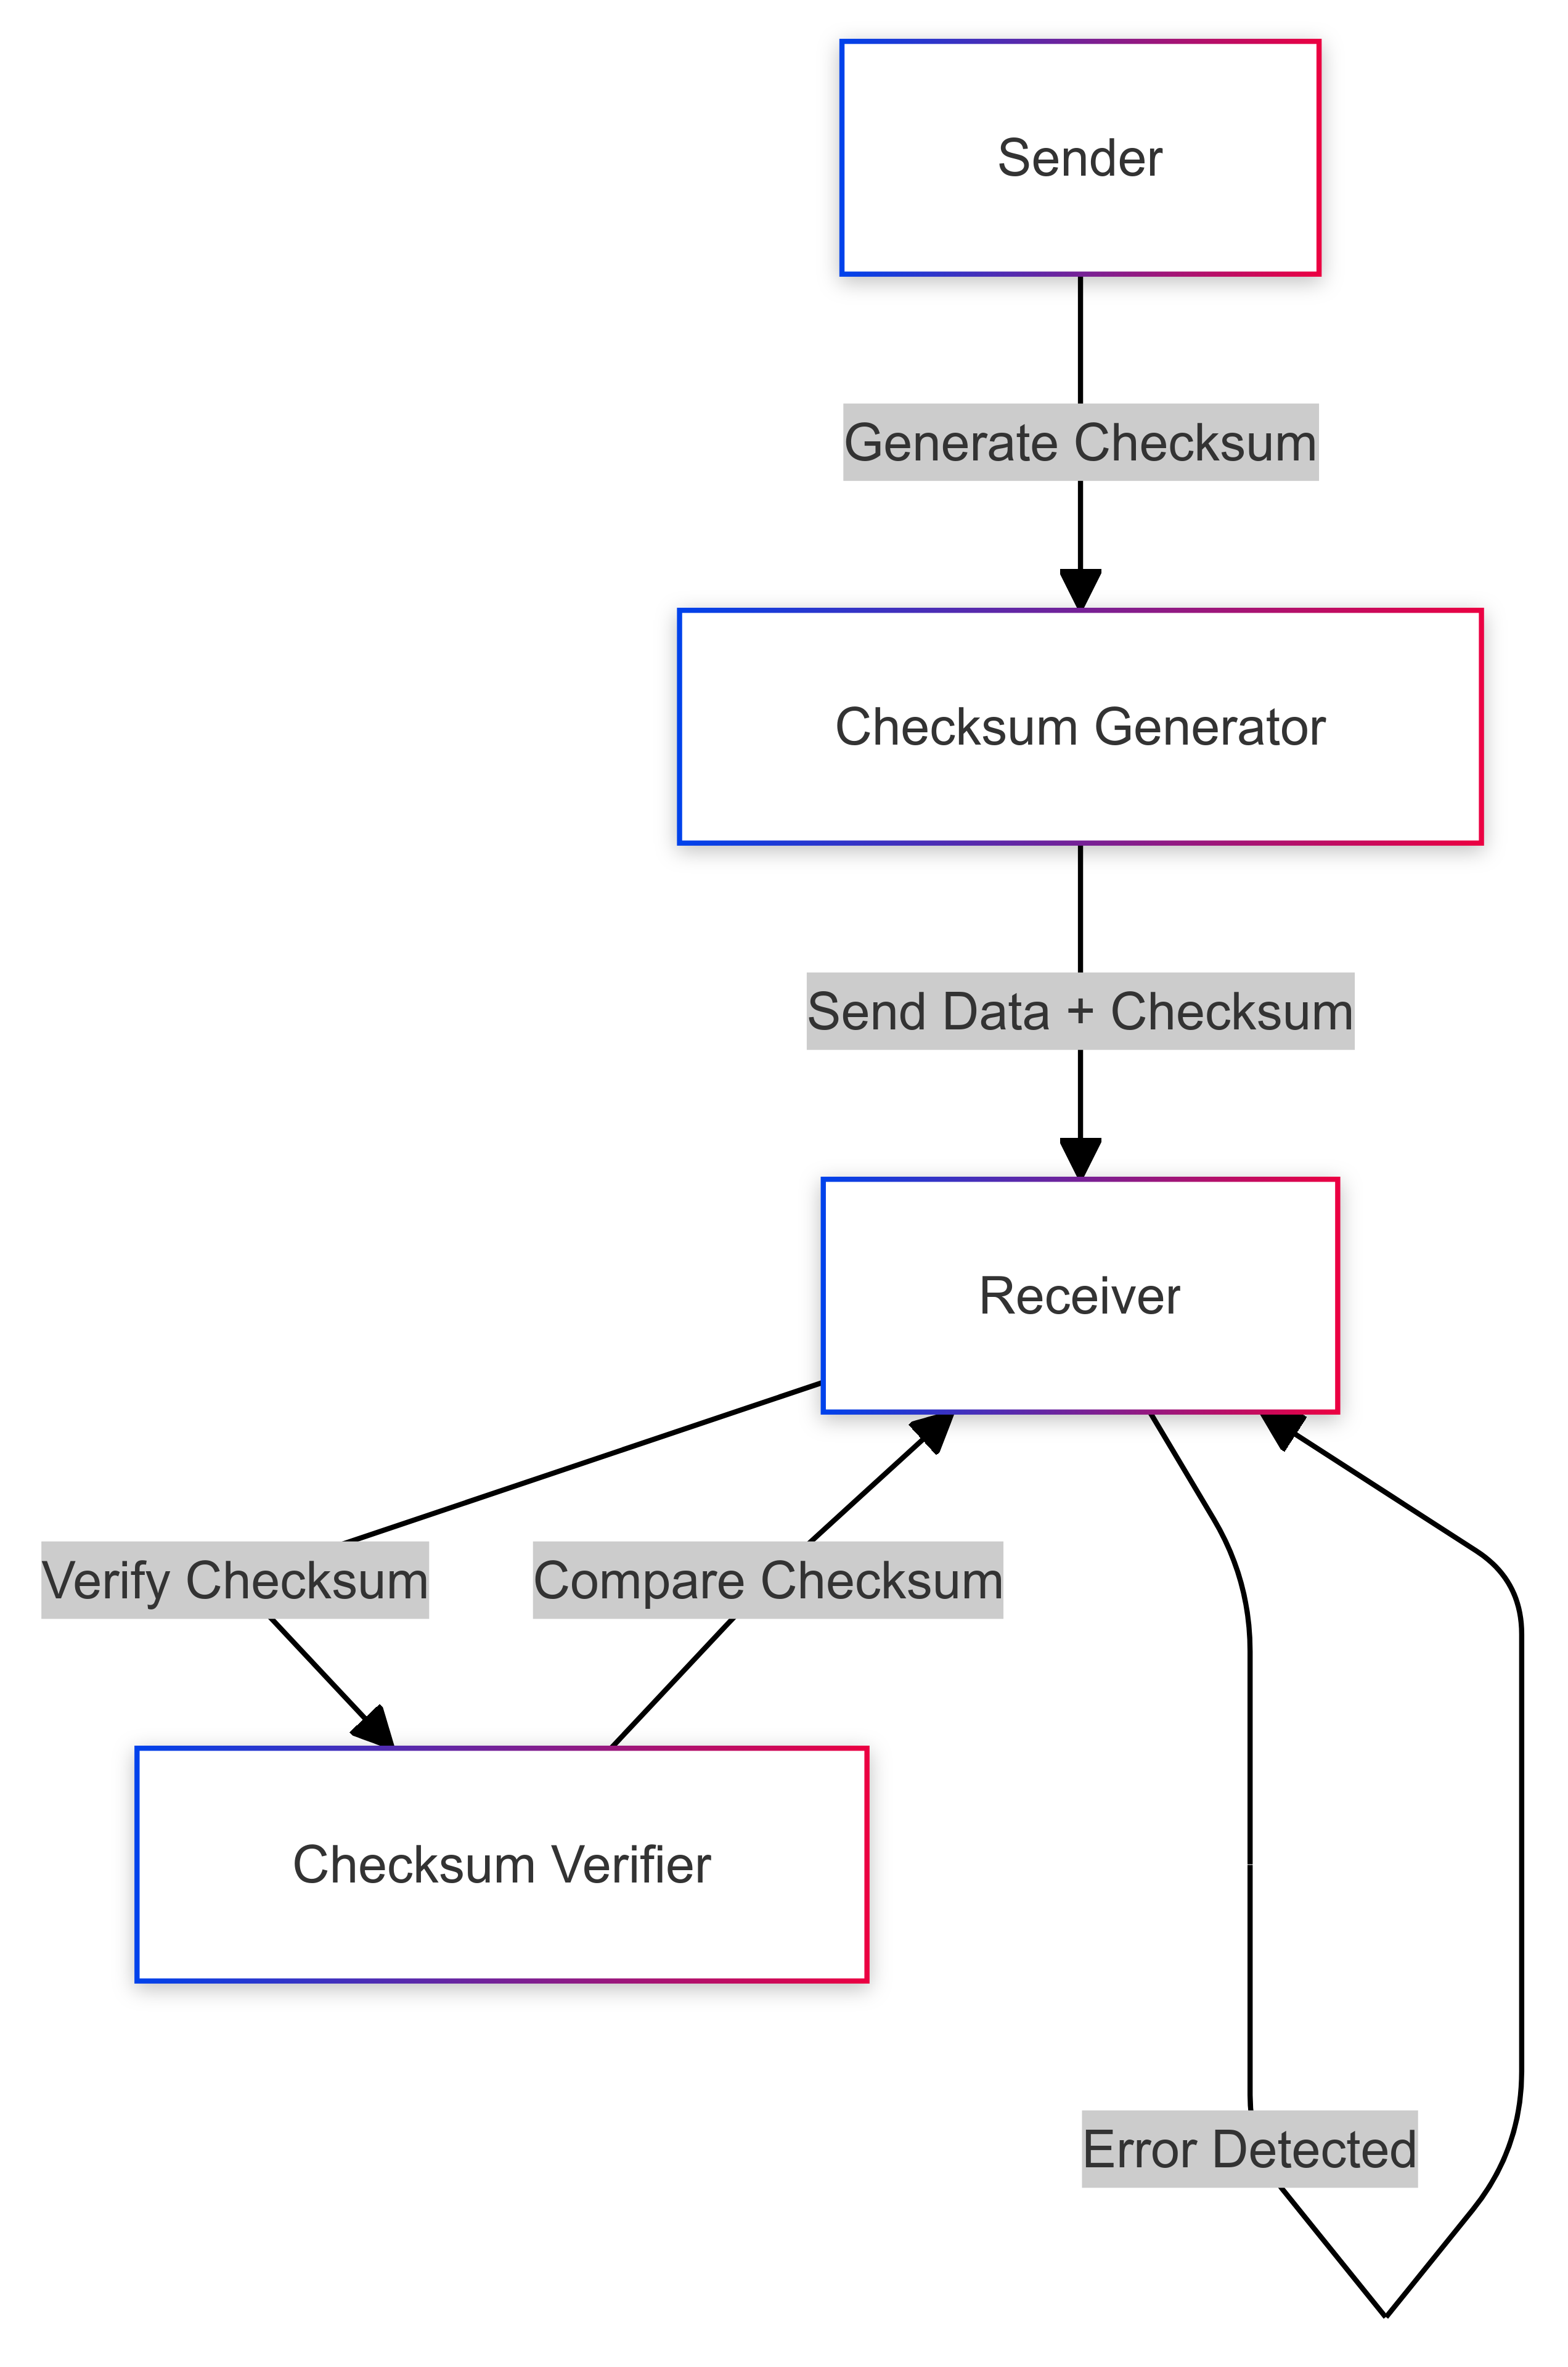 Sender
Generate Checksum
Checksum Generator
Send Data + Checksum
Receiver
Verify Checksum
Compare Checksum
Checksum Verifier
Error Detected